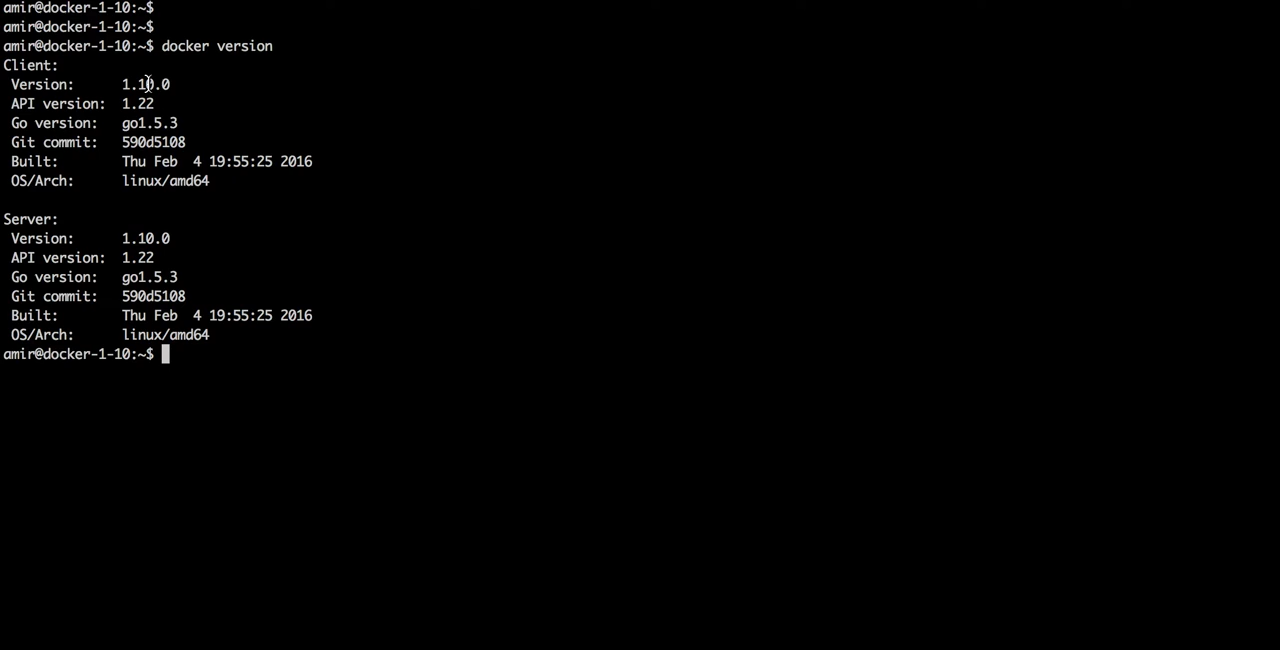 amir@docker-1-10:~$
amir@docker-1-10:~$
amir@docker-1-10:~$ docker version
Client:
 Version:      1.10.0
 API version:  1.22
 Go version:   go1.5.3
 Git commit:   590d5108
 Built:        Thu Feb  4 19:55:25 2016
 OS/Arch:      linux/amd64

Server:
 Version:      1.10.0
 API version:  1.22
 Go version:   go1.5.3
 Git commit:   590d5108
 Built:        Thu Feb  4 19:55:25 2016
 OS/Arch:      linux/amd64
amir@docker-1-10:~$